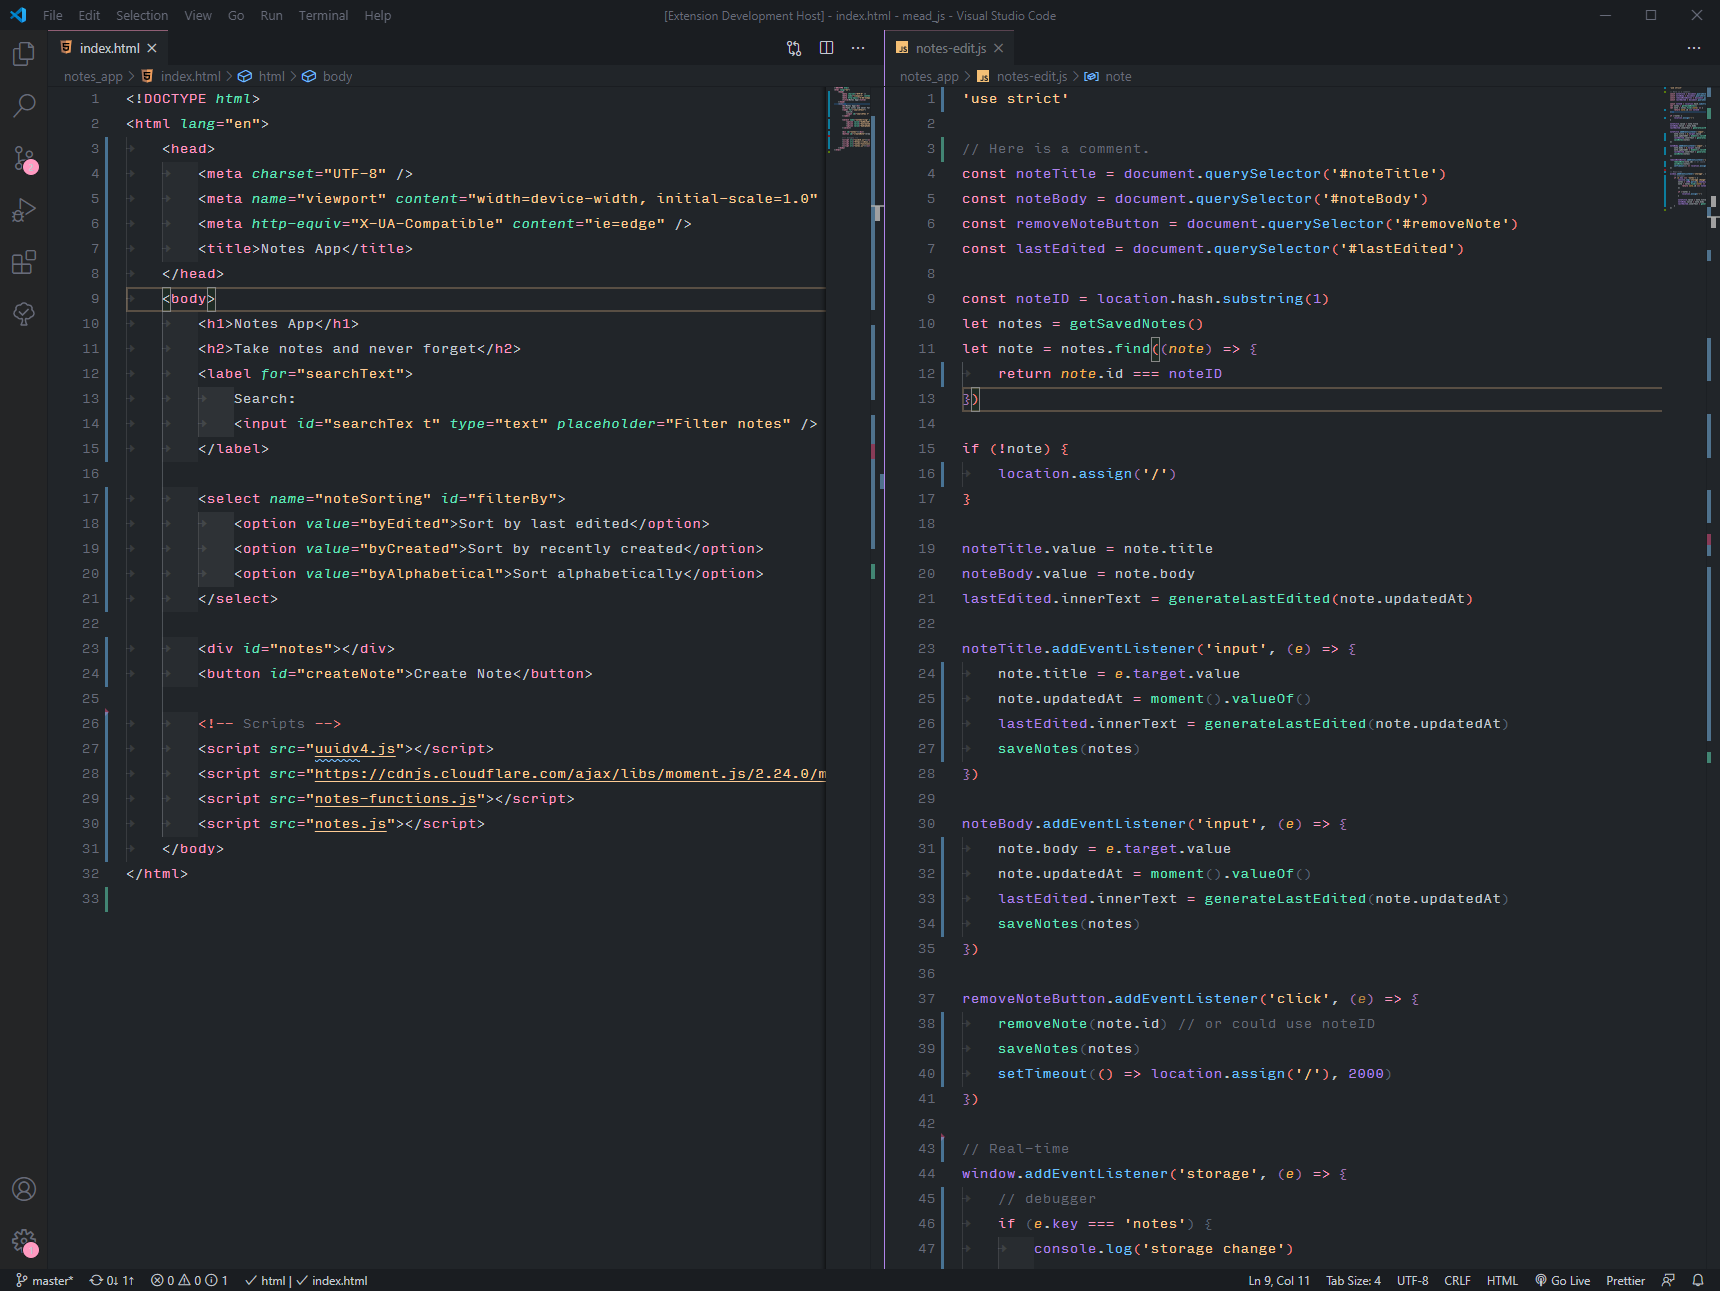 File Edit Selection View Go Run Terminal Help
[Extension Development Host] - index.html - mead_js - Visual Studio Code
index.html
notes_app > index.html > html > body
1 <!DOCTYPE html>
2 <html lang="en">
3 <head>
4 <meta charset="UTF-8" />
5 <meta name="viewport" content="width=device-width, initial-scale=1.0"
6 <meta http-equiv="X-UA-Compatible" content="ie=edge" />
7 <title>Notes App</title>
8 </head>
9 <body>
10 <h1>Notes App</h1>
11 <h2>Take notes and never forget</h2>
12 <label for="searchText">
13 Search:
14 <input id="searchTex t" type="text" placeholder="Filter notes" />
15 </label>
16
17 <select name="noteSorting" id="filterBy">
18 <option value="byEdited">Sort by last edited</option>
19 <option value="byCreated">Sort by recently created</option>
20 <option value="byAlphabetical">Sort alphabetically</option>
21 </select>
22
23 <div id="notes"></div>
24 <button id="createNote">Create Note</button>
25
26 <!-- Scripts -->
27 <script src="uuidv4.js"></script>
28 <script src="https://cdnjs.cloudflare.com/ajax/libs/moment.js/2.24.0/m
29 <script src="notes-functions.js"></script>
30 <script src="notes.js"></script>
31 </body>
32 </html>
33
JS notes-edit.js
notes_app > JS notes-edit.js > note
1 'use strict'
2
3 // Here is a comment.
4 const noteTitle = document.querySelector('#noteTitle')
5 const noteBody = document.querySelector('#noteBody')
6 const removeNoteButton = document.querySelector('#removeNote')
7 const lastEdited = document.querySelector('#lastEdited')
8
9 const noteID = location.hash.substring(1)
10 let notes = getSavedNotes()
11 let note = notes.find((note) => {
12 return note.id === noteID
13 })
14
15 if (!note) {
16 location.assign('/')
17 }
18
19 noteTitle.value = note.title
20 noteBody.value = note.body
21 lastEdited.innerText = generateLastEdited(note.updatedAt)
22
23 noteTitle.addEventListener('input', (e) => {
24 note.title = e.target.value
25 note.updatedAt = moment().valueOf()
26 lastEdited.innerText = generateLastEdited(note.updatedAt)
27 saveNotes(notes)
28 })
29
30 noteBody.addEventListener('input', (e) => {
31 note.body = e.target.value
32 note.updatedAt = moment().valueOf()
33 lastEdited.innerText = generateLastEdited(note.updatedAt)
34 saveNotes(notes)
35 })
36
37 removeNoteButton.addEventListener('click', (e) => {
38 removeNote(note.id) // or could use noteID
39 saveNotes(notes)
40 setTimeout(() => location.assign('/'), 2000)
41 })
42
43 // Real-time
44 window.addEventListener('storage', (e) => {
45 // debugger
46 if (e.key === 'notes') {
47 console.log('storage change')
master* 0↓ 1↑ 0 0 1 html | index.html
Ln 9, Col 11 Tab Size: 4 UTF-8 CRLF HTML Go Live Prettier